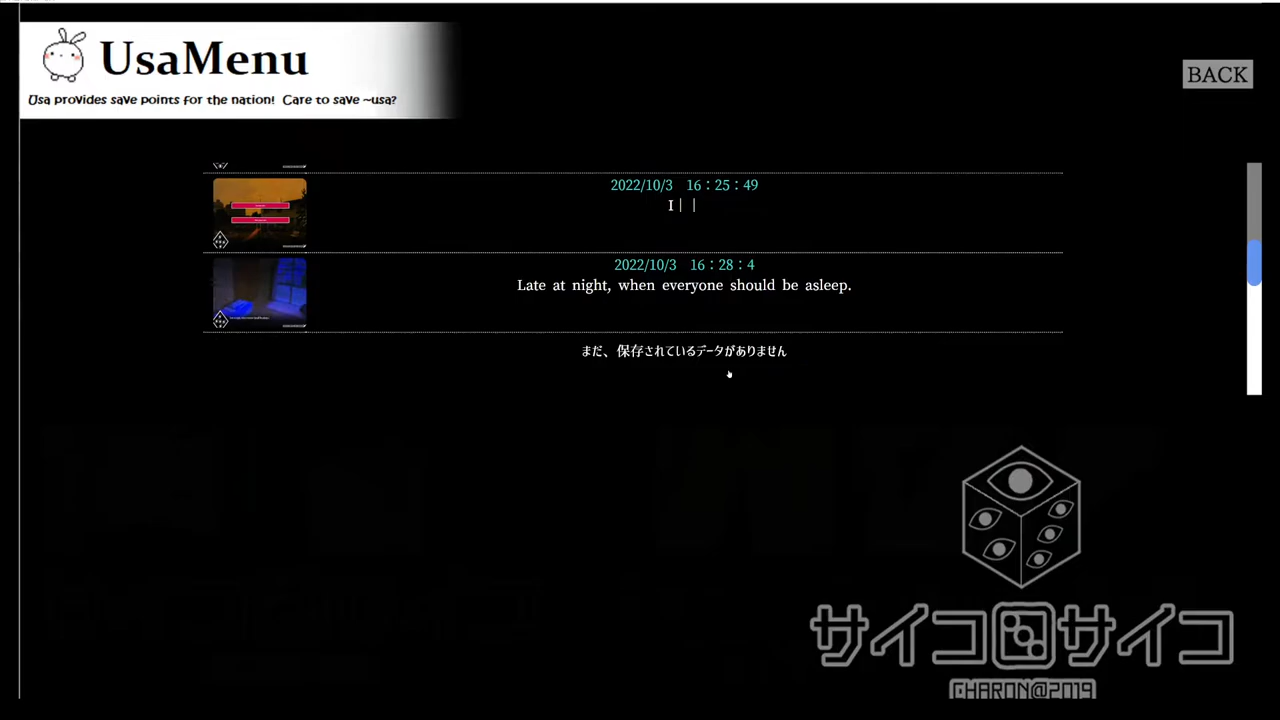 UsaMenu
Usa provides save points for the nation! Care to save ~usa?
BACK
2022/10/3 16:25:49
I | |
2022/10/3 16:28:4
Late at night, when everyone should be asleep.
まだ、保存されているデータがありません
サイコロサイコ
CHARON@2019